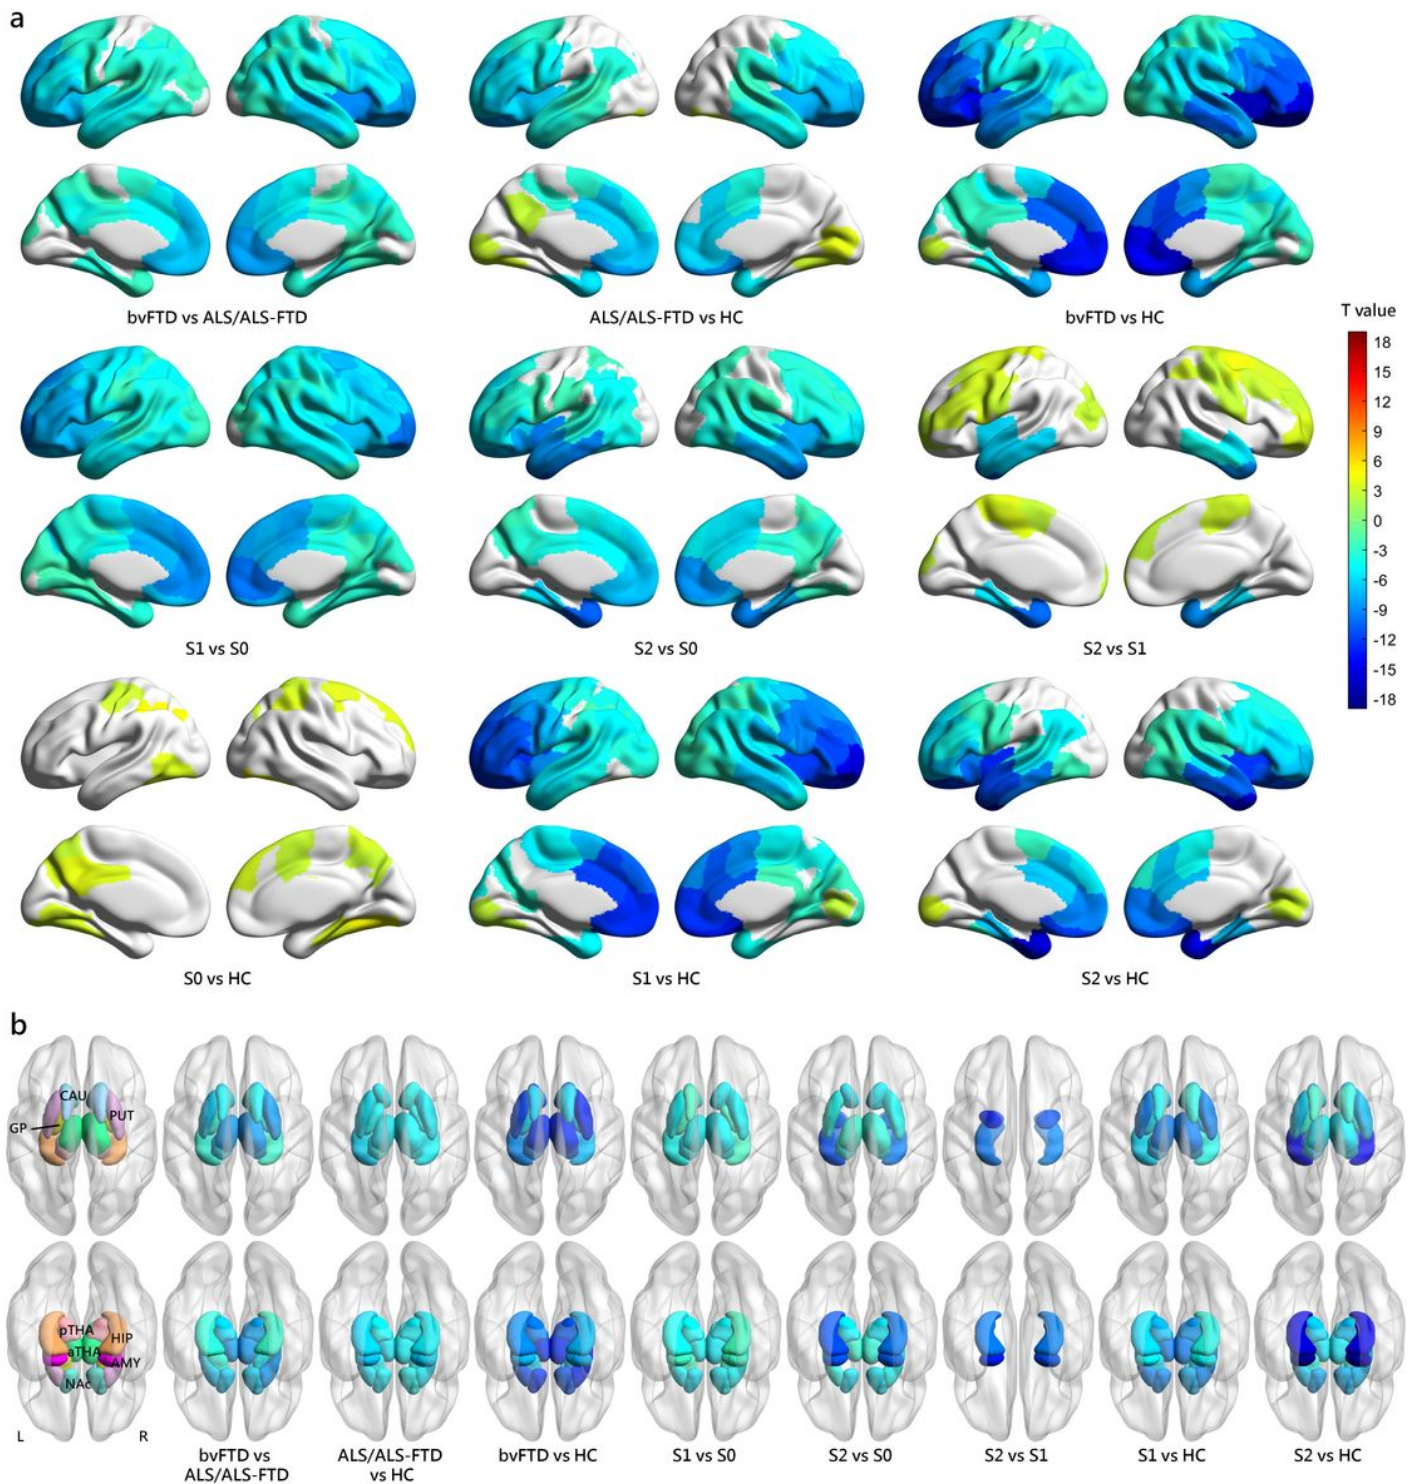 a
bvFTD vs ALS/ALS-FTD
ALS/ALS-FTD vs HC
bvFTD vs HC
T value
18
15
12
9
6
3
0
-3
-6
-9
-12
-15
-18
S1 vs S0
S2 vs S0
S2 vs S1
S0 vs HC
S1 vs HC
S2 vs HC
b
CAU
PUT
GP
pTHA
HIP
aTHA
AMY
NAc
L
R
bvFTD vs
ALS/ALS-FTD
ALS/ALS-FTD
vs HC
bvFTD vs HC
S1 vs S0
S2 vs S0
S2 vs S1
S1 vs HC
S2 vs HC